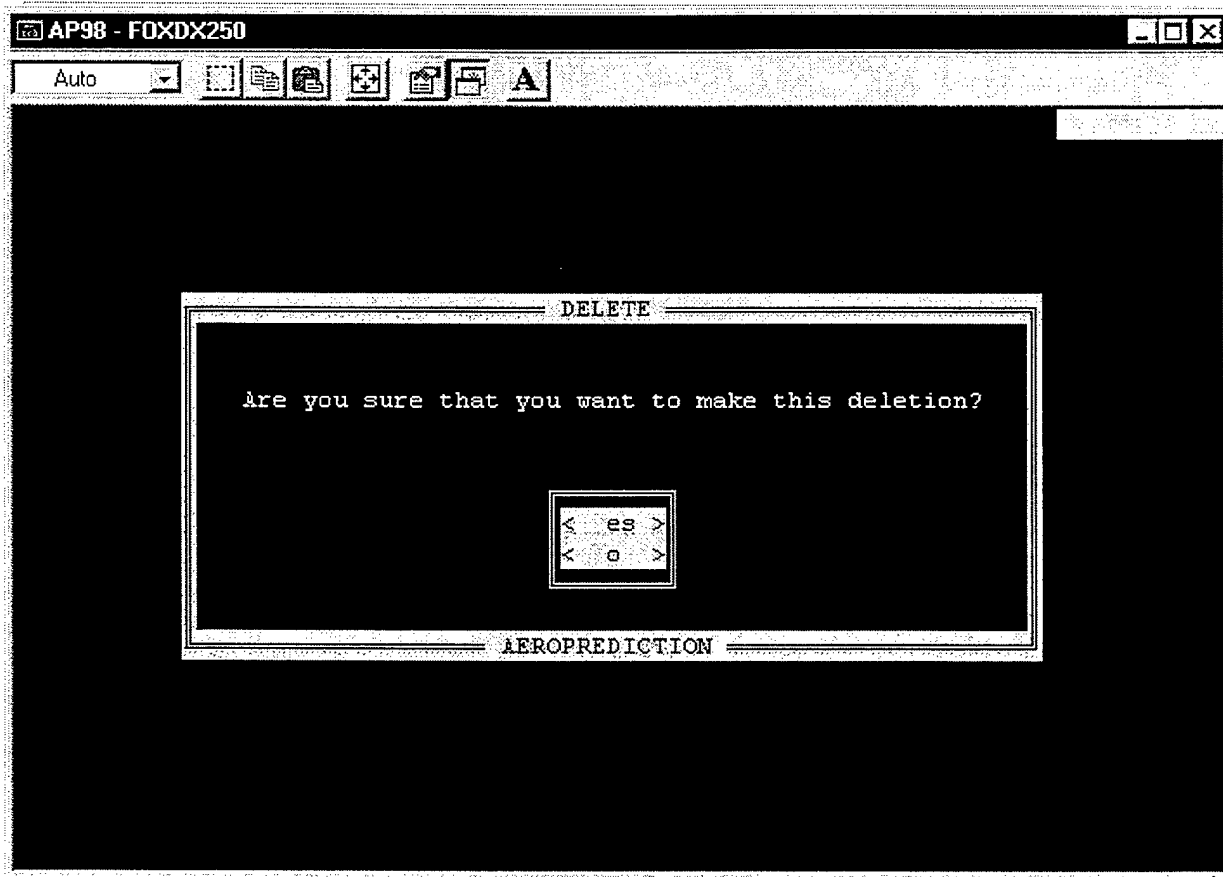 AP98 - FOXDX250
Auto
A
DELETE
Are you sure that you want to make this deletion?
< es >
< o >
AEROPREDICTION